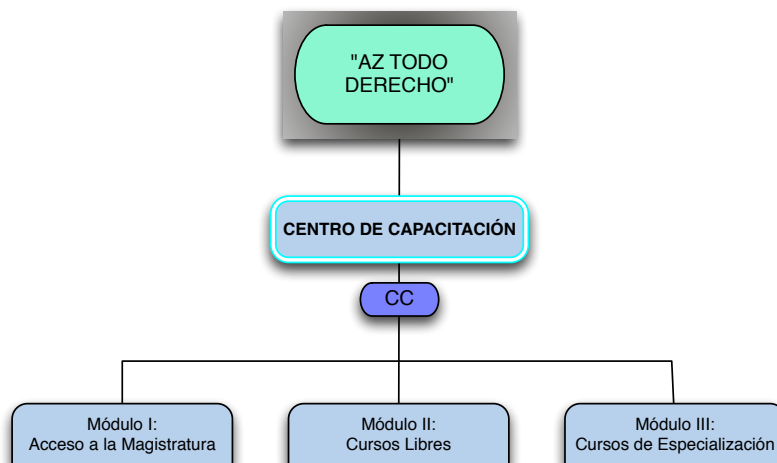 "AZ TODO
DERECHO"
CENTRO DE CAPACITACIÓN
CC
Módulo I:
Acceso a la Magistratura
Módulo II:
Cursos Libres
Módulo III:
Cursos de Especialización